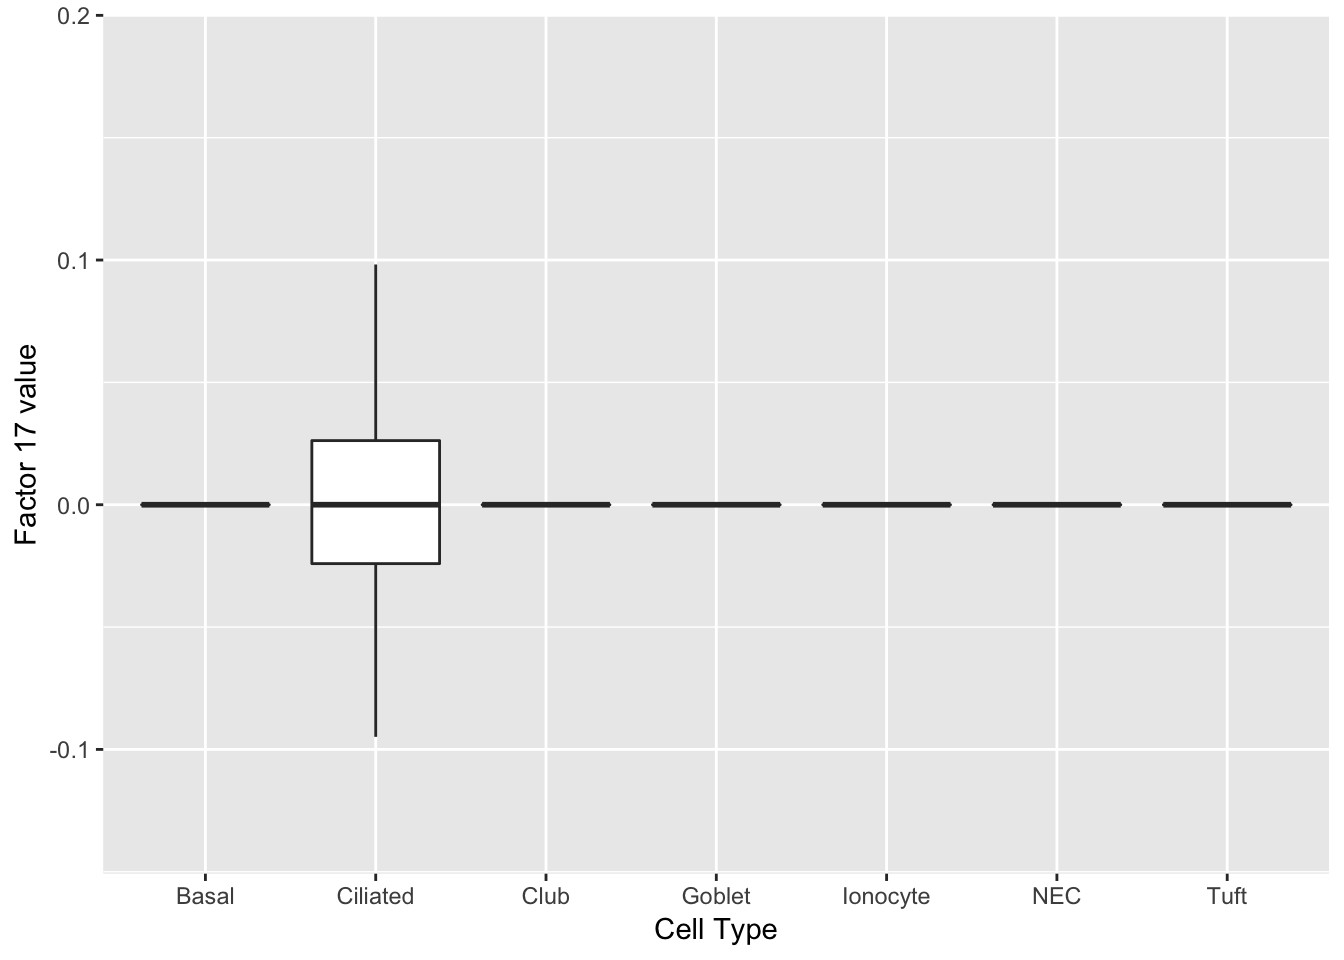 0.2
0.1
0.0
-0.1
Factor 17 value
Basal Ciliated Club Goblet Ionocyte NEC Tuft
Cell Type